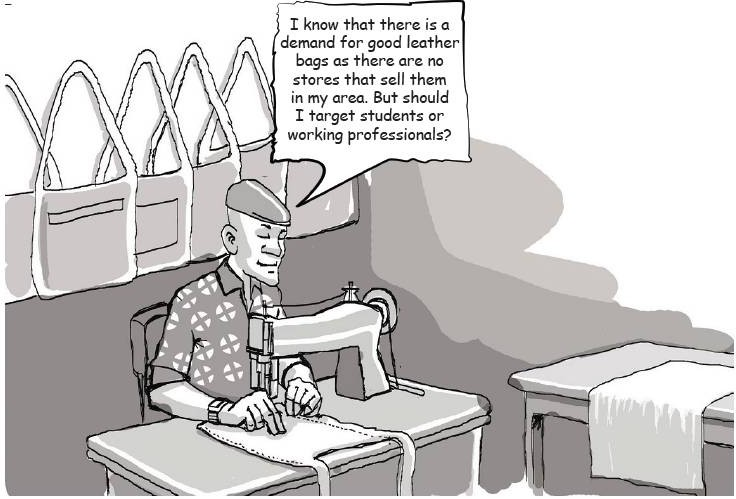 I know that there is a
demand for good leather
bags as there are no
stores that sell them
in my area. But should
I target students or
working professionals?